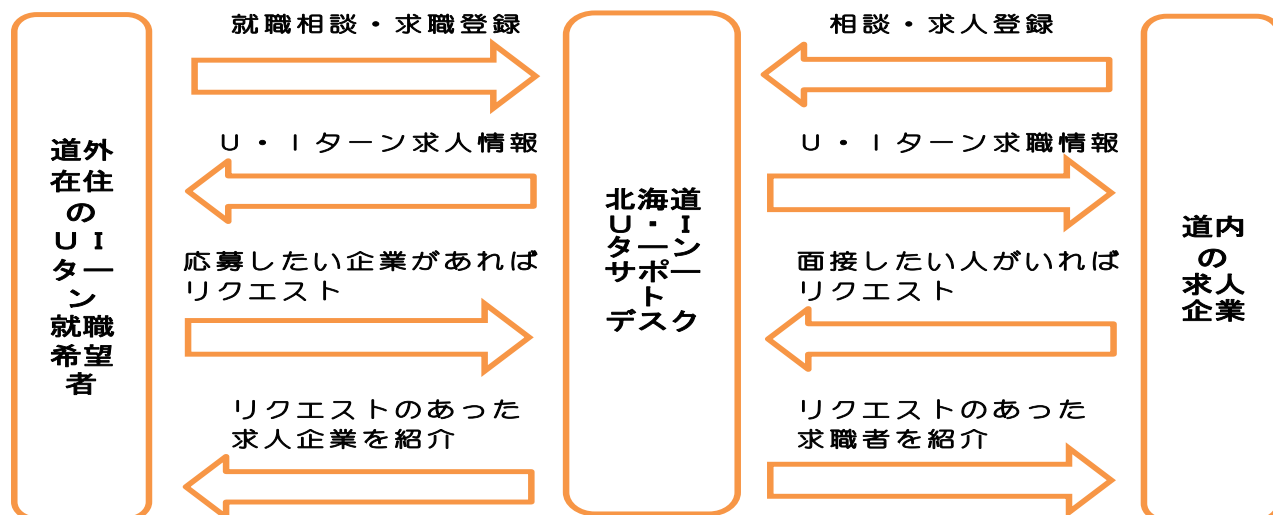 就職相談・求職登録
相談・求人登録
U・Iターン求人情報
U・Iターン求職情報
道外
在住
の
UI
ター
ン
就職
希望
者
北海道
U・I
ターン
サポー
ト
デスク
道内
の
求人
企業
応募したい企業があれば
リクエスト
面接したい人がいれば
リクエスト
リクエストのあった
求人企業を紹介
リクエストのあった
求職者を紹介